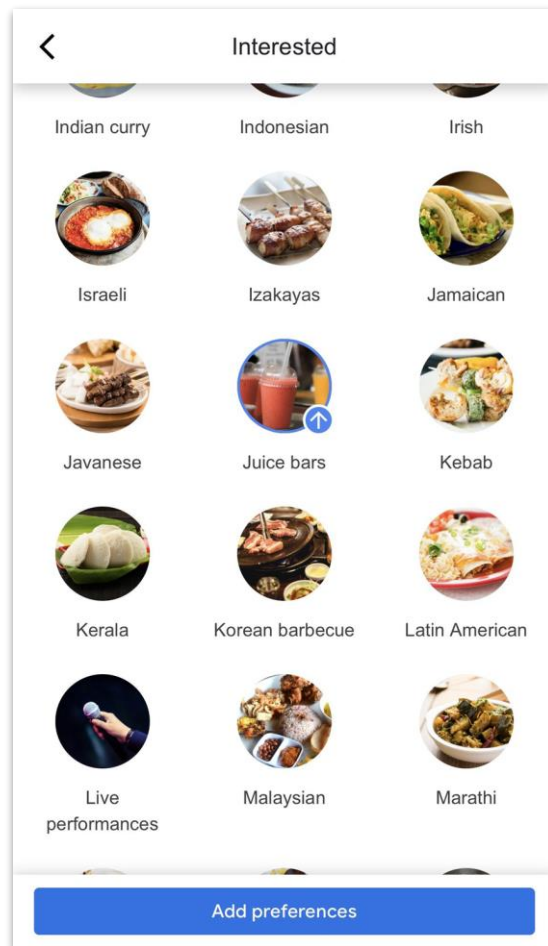 Interested
Indian curry
Indonesian
Irish
Israeli
Izakayas
Jamaican
Javanese
Juice bars
Kebab
Kerala
Korean barbecue
Latin American
Live
performances
Malaysian
Marathi
Add preferences